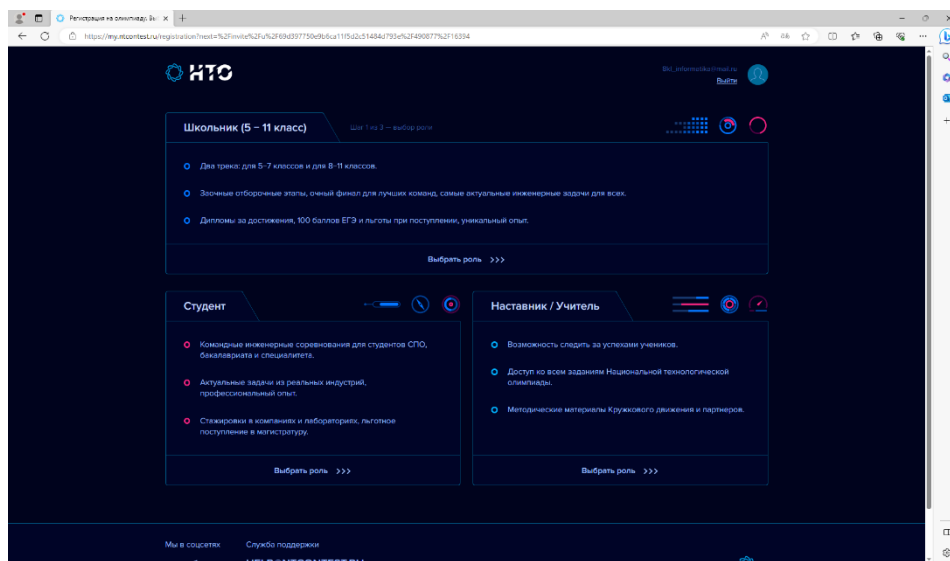 Регистрация на олимпиаду. Вы
https://my.ntcontest.ru/registration?next=%2Finvite%2Fu%2F69d397750e9b6ca11f5d2c51484d793e%2F490877%2F16394
НТО
Выйти
Школьник (5 – 11 класс)
Шаг 1 из 3 — выбор роли
Два трека: для 5-7 классов и для 8-11 классов.
Заочные отборочные этапы, очный финал для лучших команд, самые актуальные инженерные задачи для всех.
Дипломы за достижения, 100 баллов ЕГЭ и льготы при поступлении, уникальный опыт.
Выбрать роль >>>
Студент
Командные инженерные соревнования для студентов СПО,
бакалавриата и специалитета.
Актуальные задачи из реальных индустрий,
профессиональный опыт.
Стажировки в компаниях и лабораториях, льготное
поступление в магистратуру.
Выбрать роль >>>
Наставник / Учитель
Возможность следить за успехами учеников.
Доступ ко всем заданиям Национальной технологической
олимпиады.
Методические материалы Кружкового движения и партнеров.
Выбрать роль >>>
Мы в соцсетях
Служба поддержки
HELP@NTCONTEST.RU